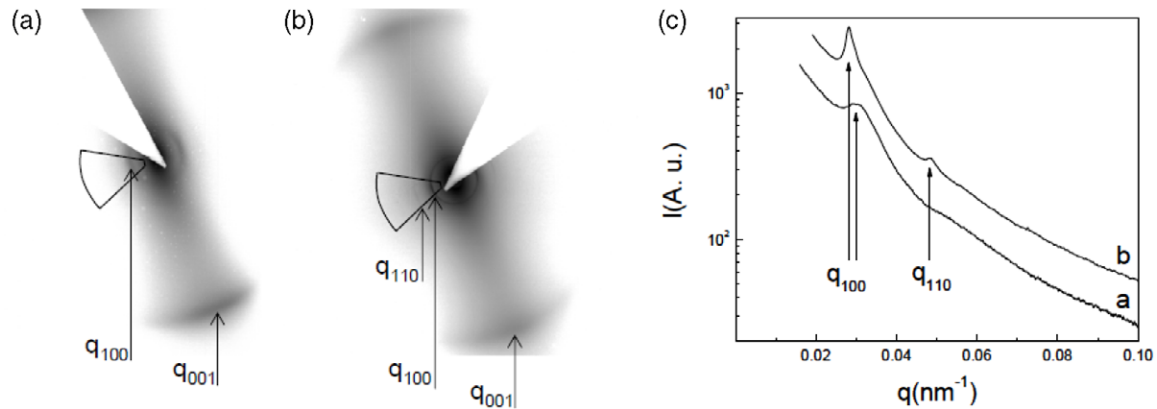 (a)
q₁₀₀
q₀₀₁
(b)
q₁₁₀
q₁₀₀
q₀₀₁
(c)
I(A. u.)
10³
10²
q₁₀₀
q₁₁₀
b
a
0.02 0.04 0.06 0.08 0.10
q(nm⁻¹)